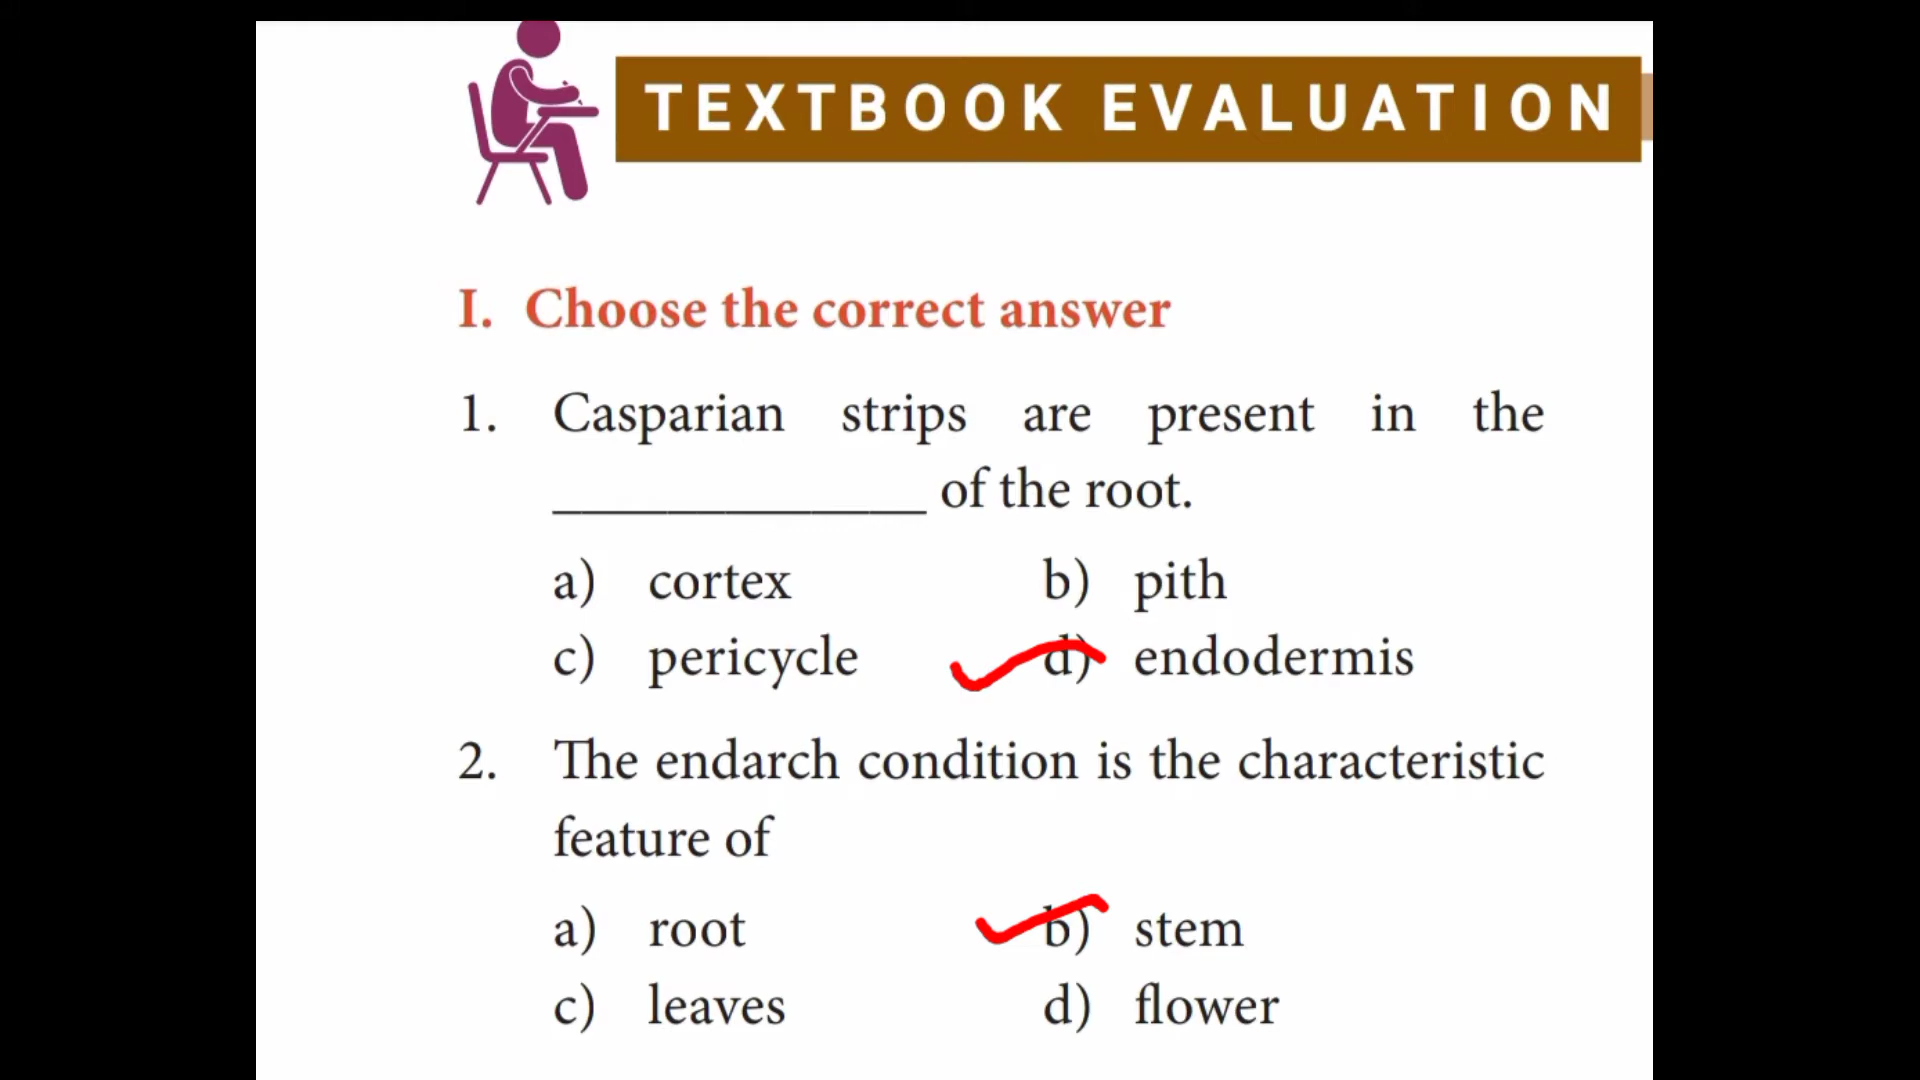 TEXTBOOK EVALUATION
I. Choose the correct answer
1. Casparian strips are present in the
_____________ of the root.
a) cortex b) pith
c) pericycle d) endodermis
2. The endarch condition is the characteristic
feature of
a) root b) stem
c) leaves d) flower